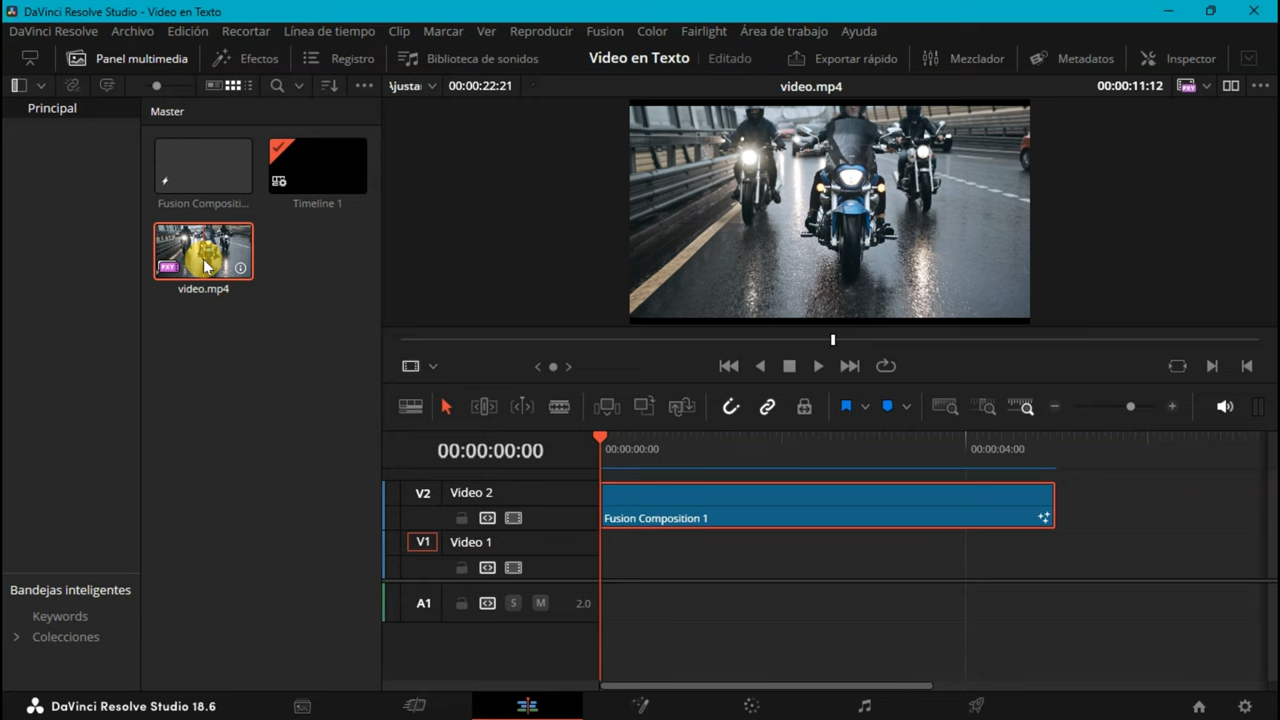 DaVinci Resolve Studio - Video en Texto
DaVinci Resolve Archivo Edición Recortar Línea de tiempo Clip Marcar Ver Reproducir Fusion Color Fairlight Área de trabajo Ayuda
Panel multimedia Efectos Registro Biblioteca de sonidos Video en Texto Editado Exportar rápido Mezclador Metadatos Inspector
Ajusta 00:00:22:21 video.mp4 00:00:11:12 PXY
Principal
Master
Fusion Compositi...
Timeline 1
PXY
video.mp4
00:00:00:00
00:00:00:00 00:00:04:00
V2 Video 2
Fusion Composition 1
V1 Video 1
A1 S M 2.0
Bandejas inteligentes
Keywords
Colecciones
DaVinci Resolve Studio 18.6